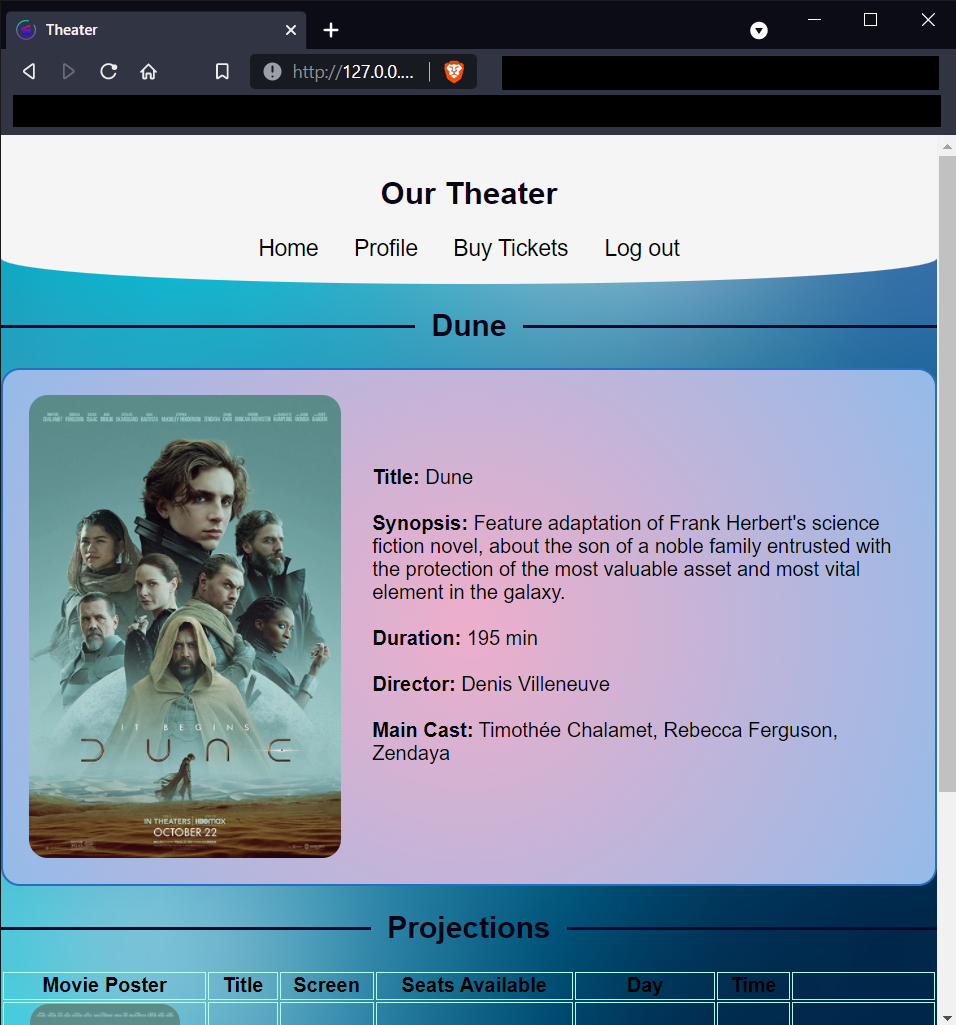 Theater
http://127.0.0....
Our Theater
Home Profile Buy Tickets Log out
Dune
Title: Dune
Synopsis: Feature adaptation of Frank Herbert's science
fiction novel, about the son of a noble family entrusted with
the protection of the most valuable asset and most vital
element in the galaxy.
Duration: 195 min
Director: Denis Villeneuve
Main Cast: Timothée Chalamet, Rebecca Ferguson,
Zendaya
IT BEGINS
DUNE
IN THEATERS HBOmax
OCTOBER 22
Projections
Movie Poster Title Screen Seats Available Day Time